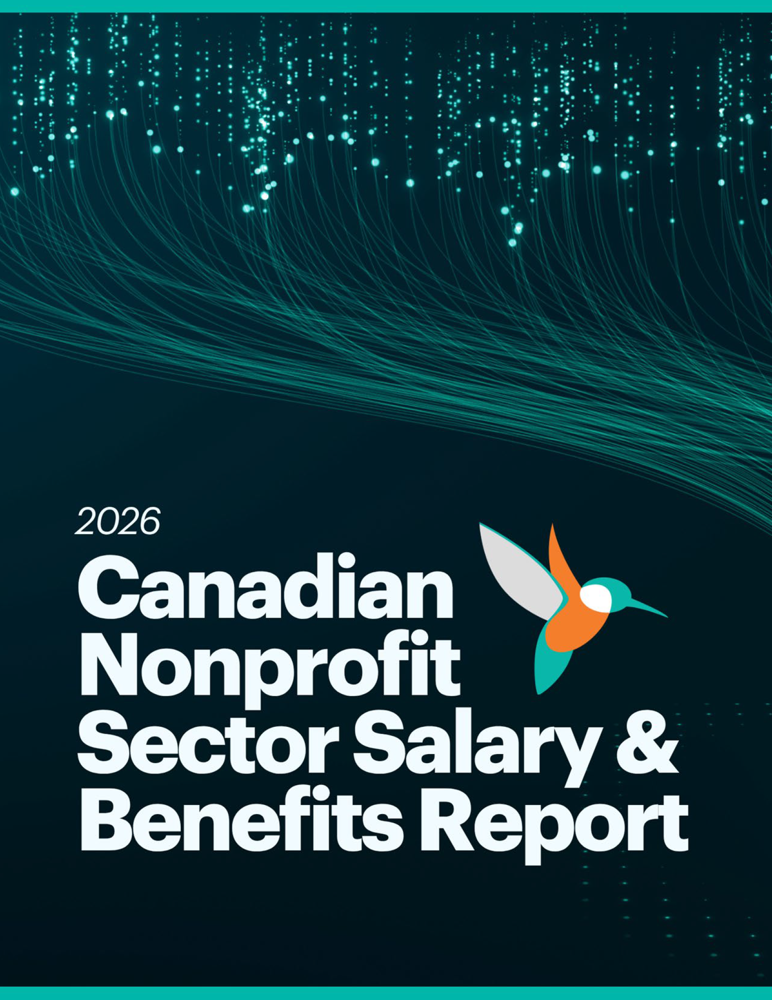 2026
Canadian
Nonprofit
Sector Salary &
Benefits Report